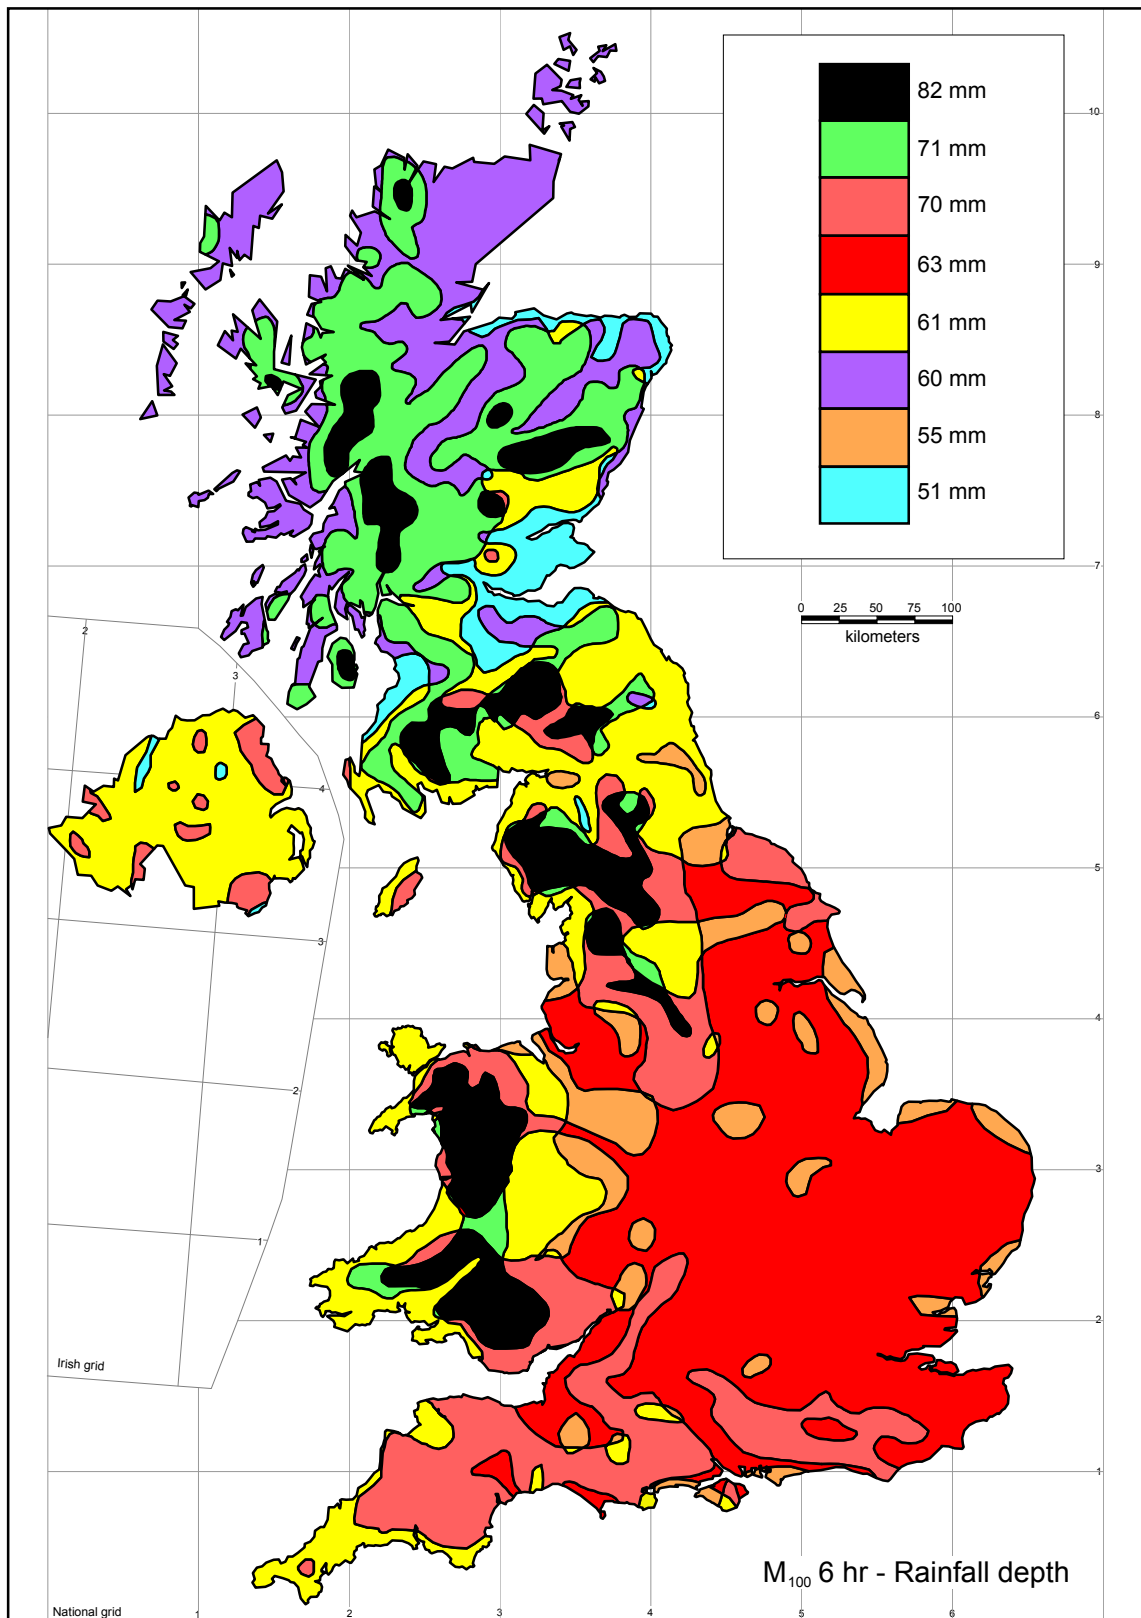 82 mm
71 mm
70 mm
63 mm
61 mm
60 mm
55 mm
51 mm
10
9
8
7
0 25 50 75 100
kilometers
2
3
6
4
5
3
4
2
3
1
2
Irish grid
1
M100 6 hr - Rainfall depth
National grid
1 2 3 4 5 6